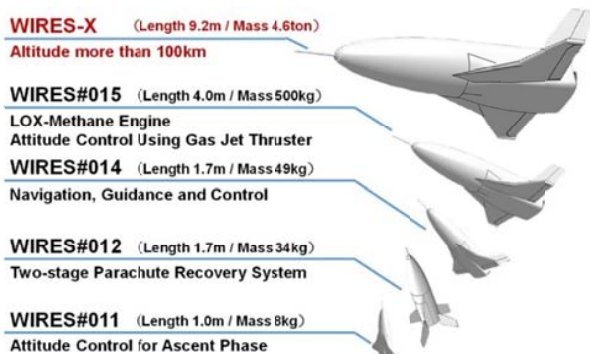 WIRES-X (Length 9.2m / Mass 4.6ton)
Altitude more than 100km
WIRES#015 (Length 4.0m / Mass 500kg)
LOX-Methane Engine
Attitude Control Using Gas Jet Thruster
WIRES#014 (Length 1.7m / Mass 49kg)
Navigation, Guidance and Control
WIRES#012 (Length 1.7m / Mass 34kg)
Two-stage Parachute Recovery System
WIRES#011 (Length 1.0m / Mass 8kg)
Attitude Control for Ascent Phase